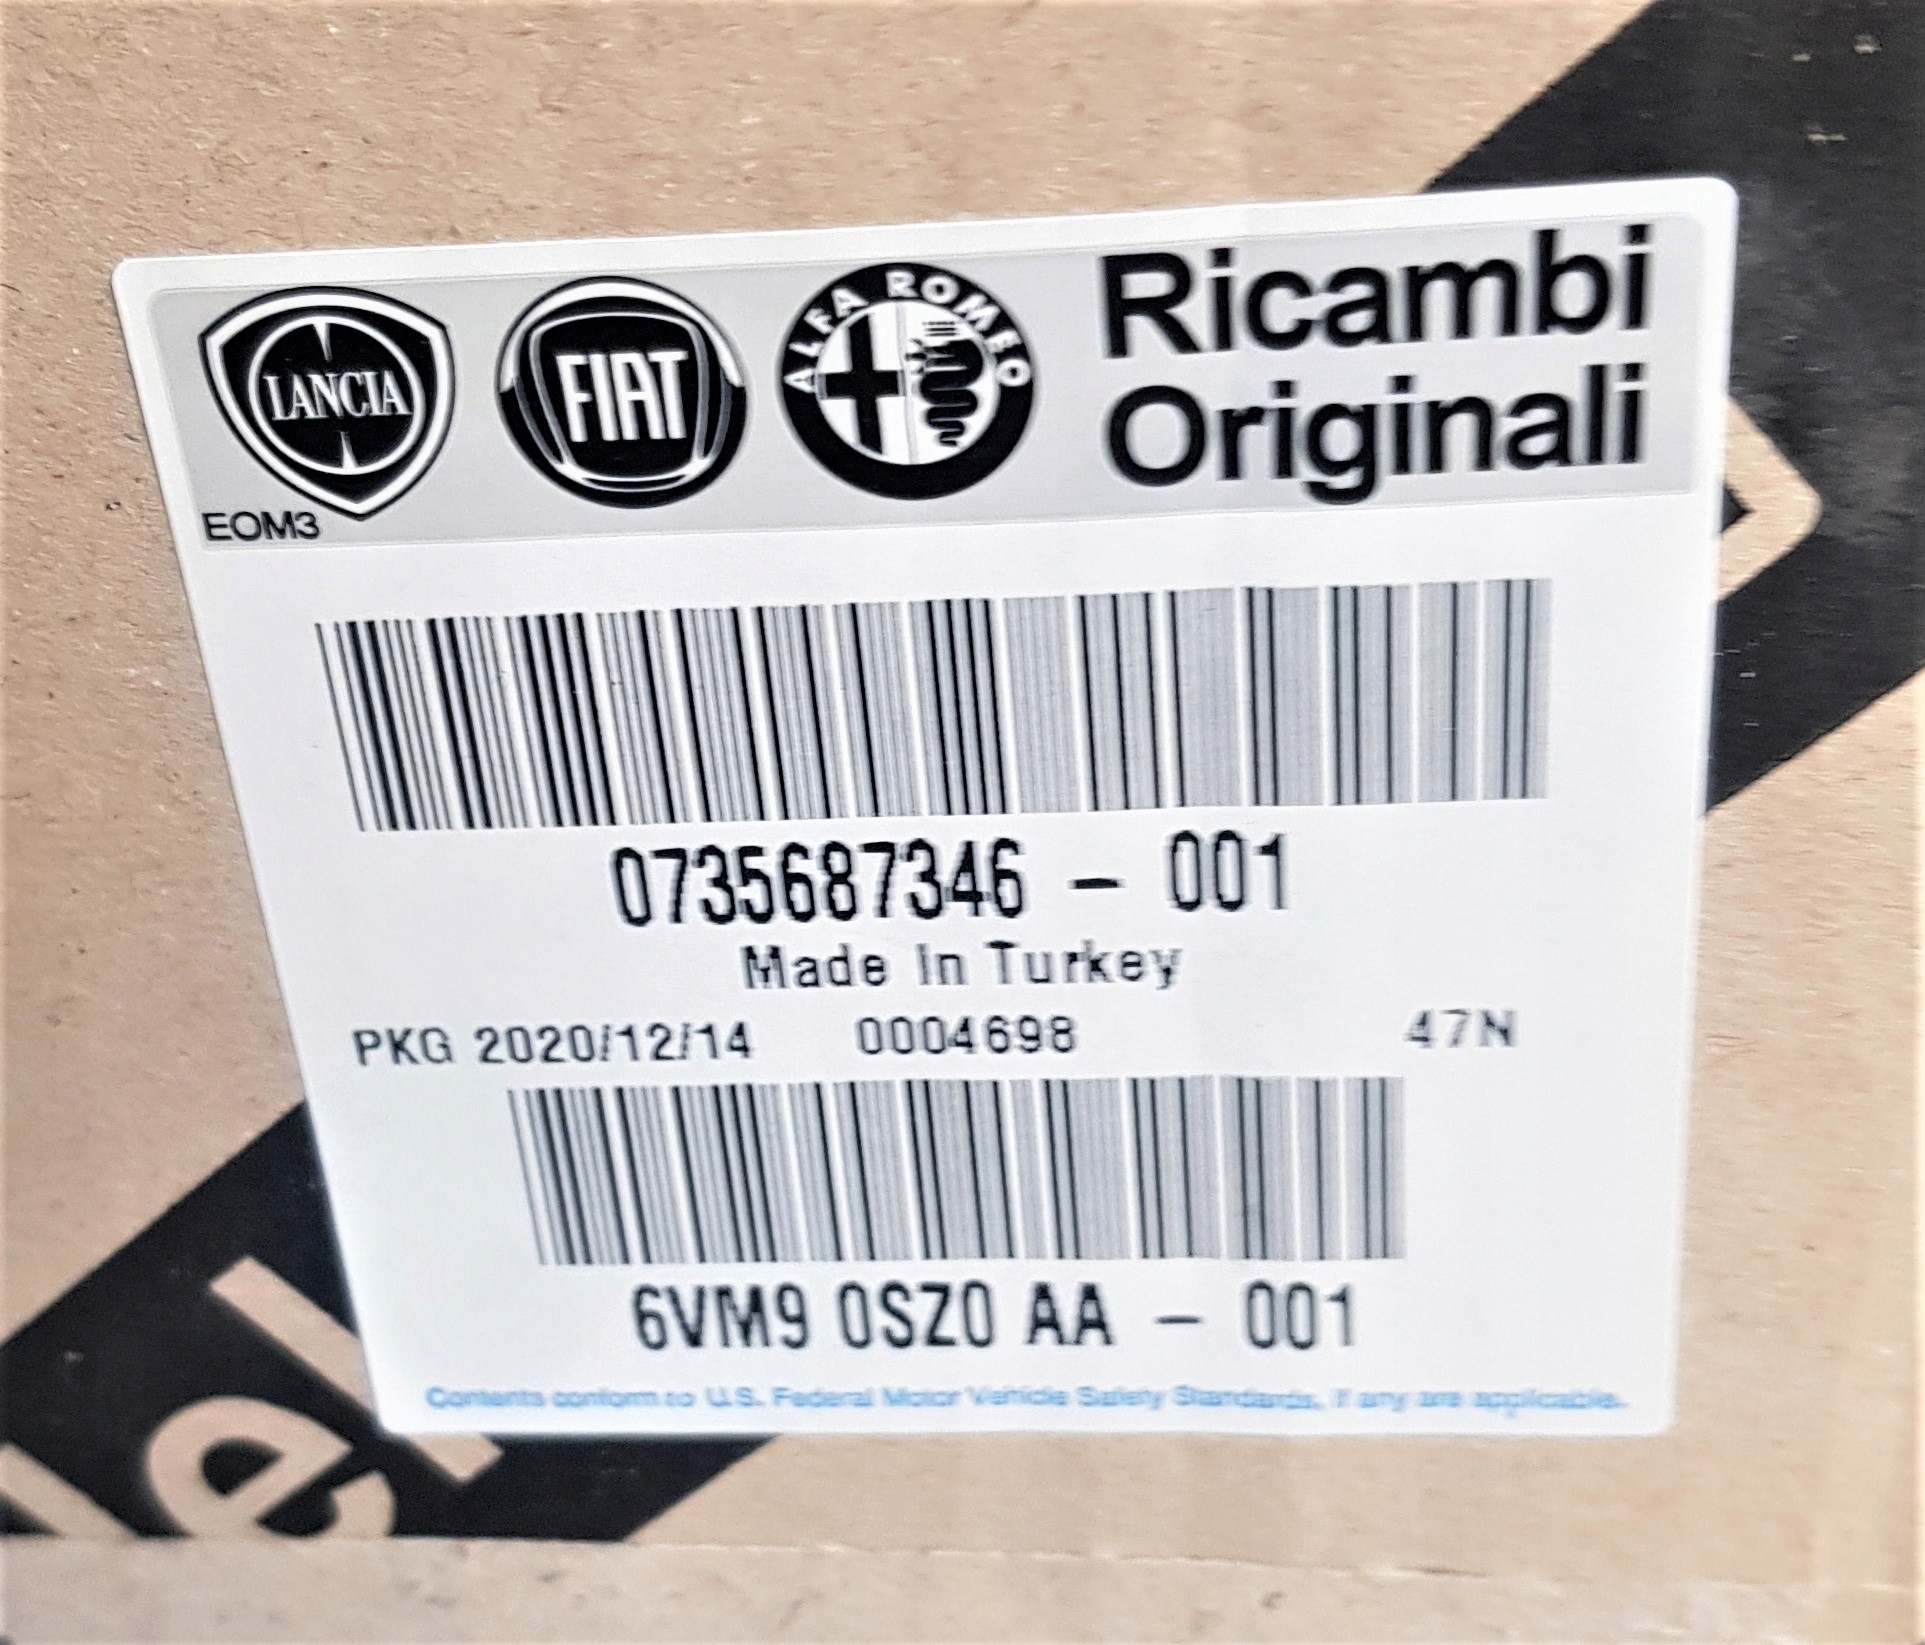 LANCIA
FIAT
ALFA ROMEO
Ricambi
Originali
EOM3
0735687346 - 001
Made In Turkey
PKG 2020/12/14 0004698 47N
6VM9 0SZ0 AA - 001
Contents conform to U.S. Federal Motor Vehicle Safety Standards, if any are applicable.